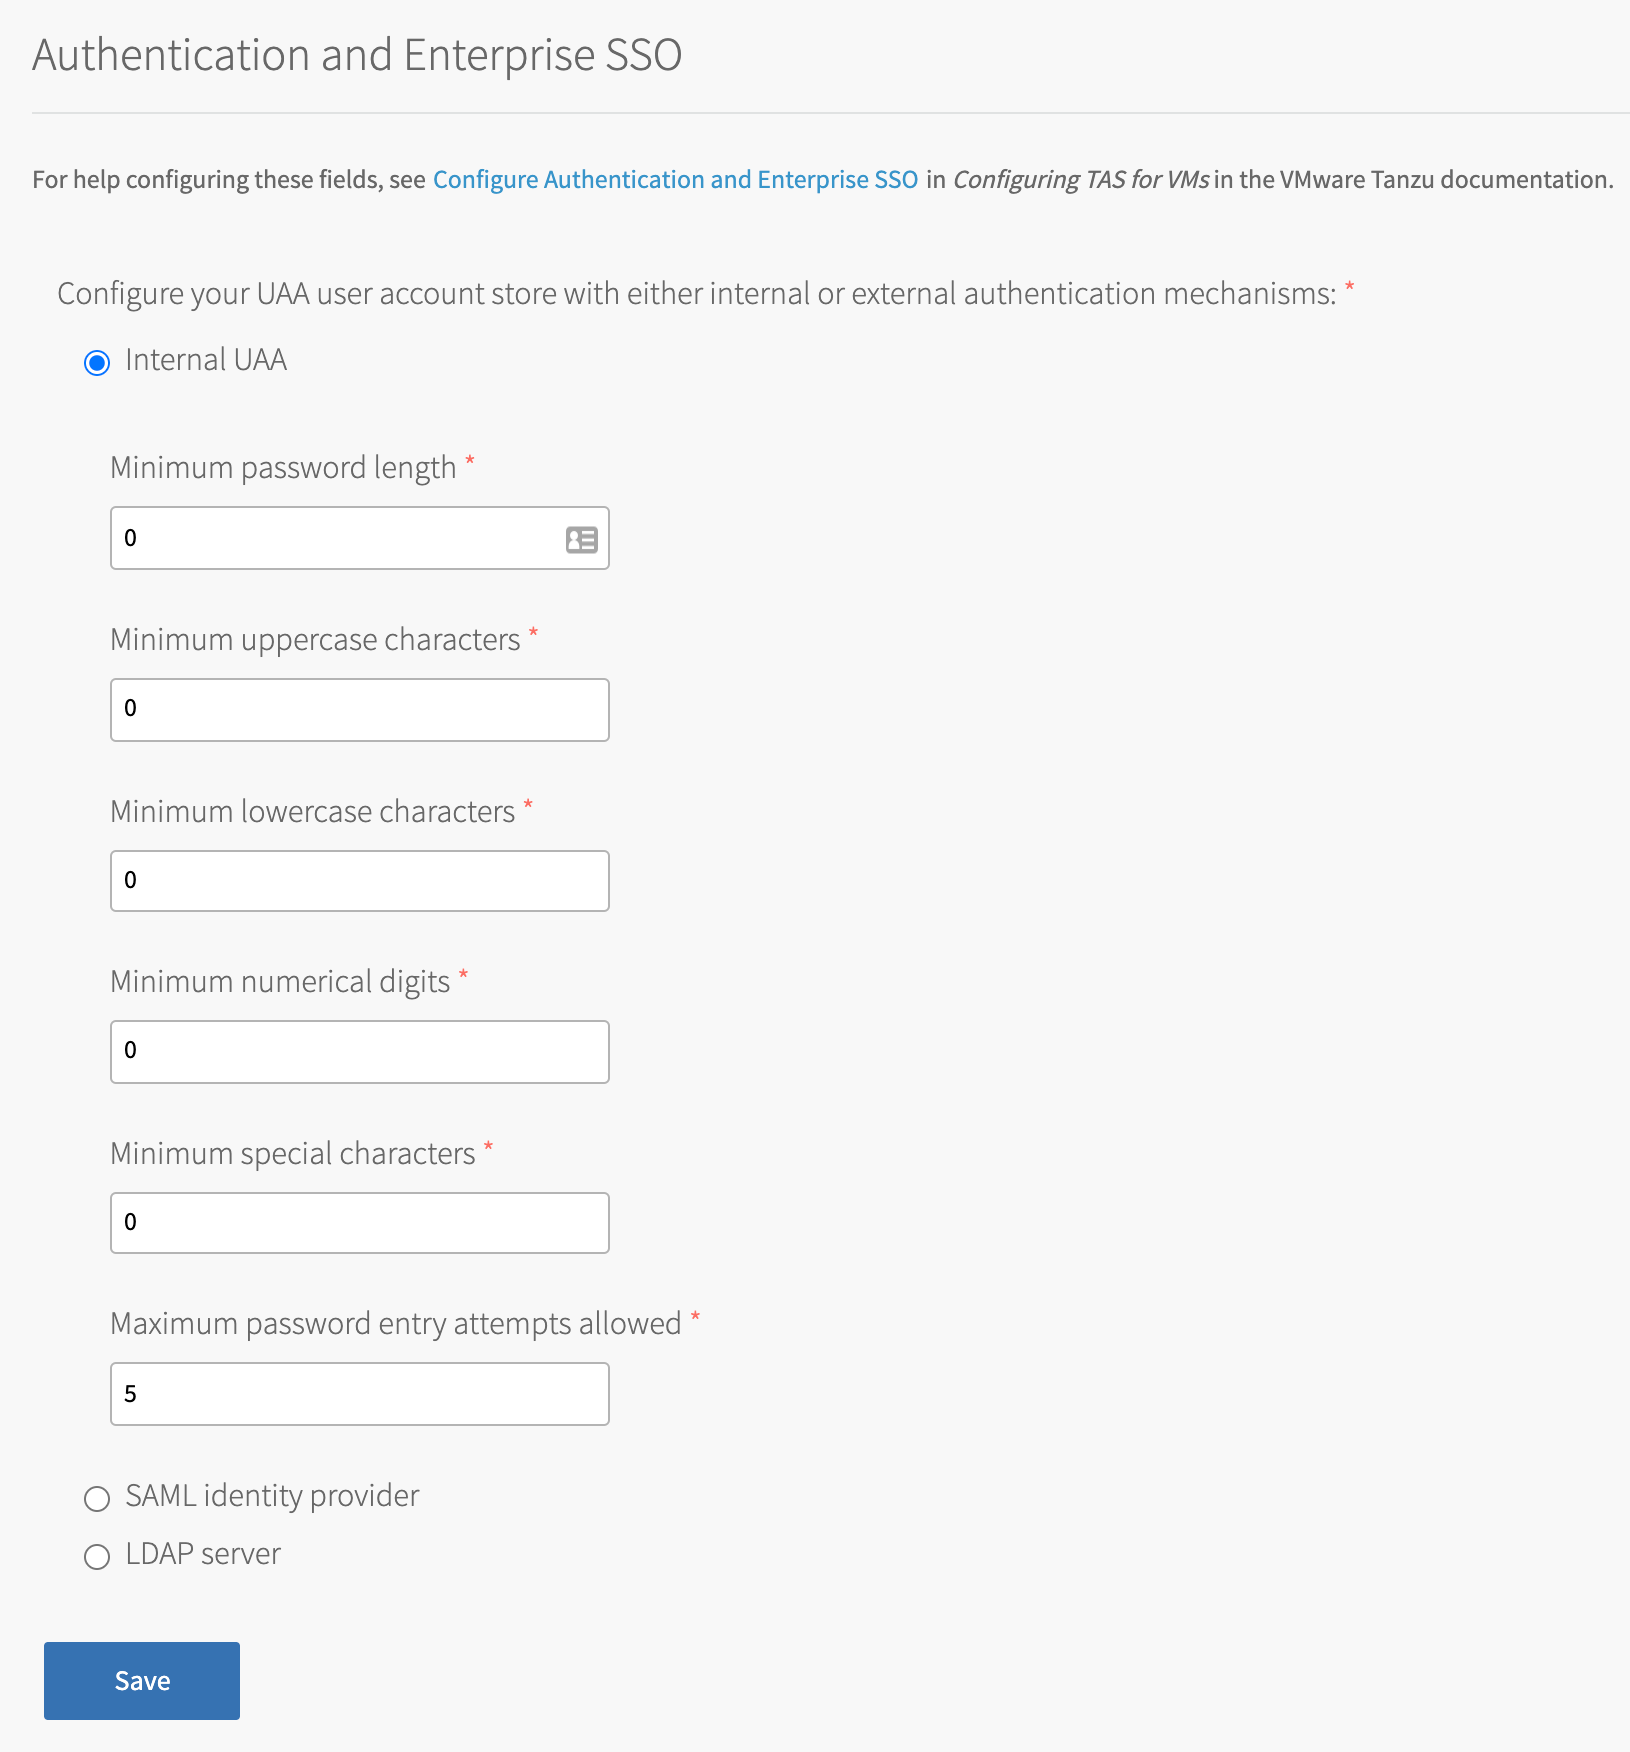 Authentication and Enterprise SSO
For help configuring these fields, see Configure Authentication and Enterprise SSO in Configuring TAS for VMs in the VMware Tanzu documentation.
Configure your UAA user account store with either internal or external authentication mechanisms: *
Internal UAA
Minimum password length *
0
Minimum uppercase characters *
0
Minimum lowercase characters *
0
Minimum numerical digits *
0
Minimum special characters *
0
Maximum password entry attempts allowed *
5
SAML identity provider
LDAP server
Save